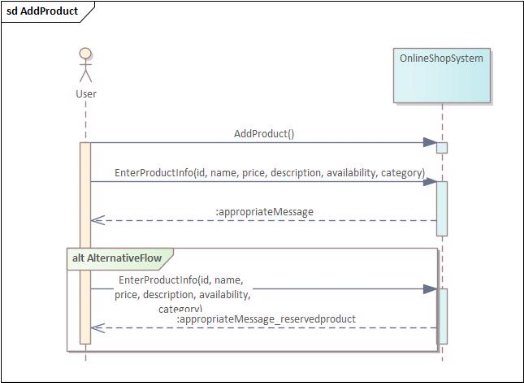 sd AddProduct
OnlineShopSystem
User
AddProduct()
EnterProductInfo(id, name, price, description, availability, category)
:appropriateMessage
alt AlternativeFlow
EnterProductInfo(id, name,
price, description, availability,
category)
:appropriateMessage_reservedproduct